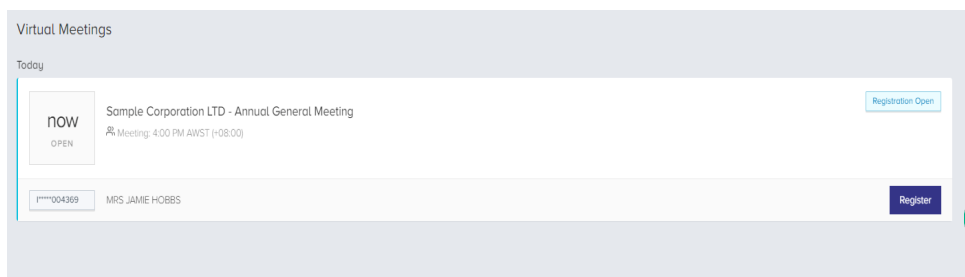 Virtual Meetings
Today
now
OPEN
Sample Corporation LTD - Annual General Meeting
Meeting: 4:00 PM AWST (+08:00)
Registration Open
I*****004369
MRS JAMIE HOBBS
Register